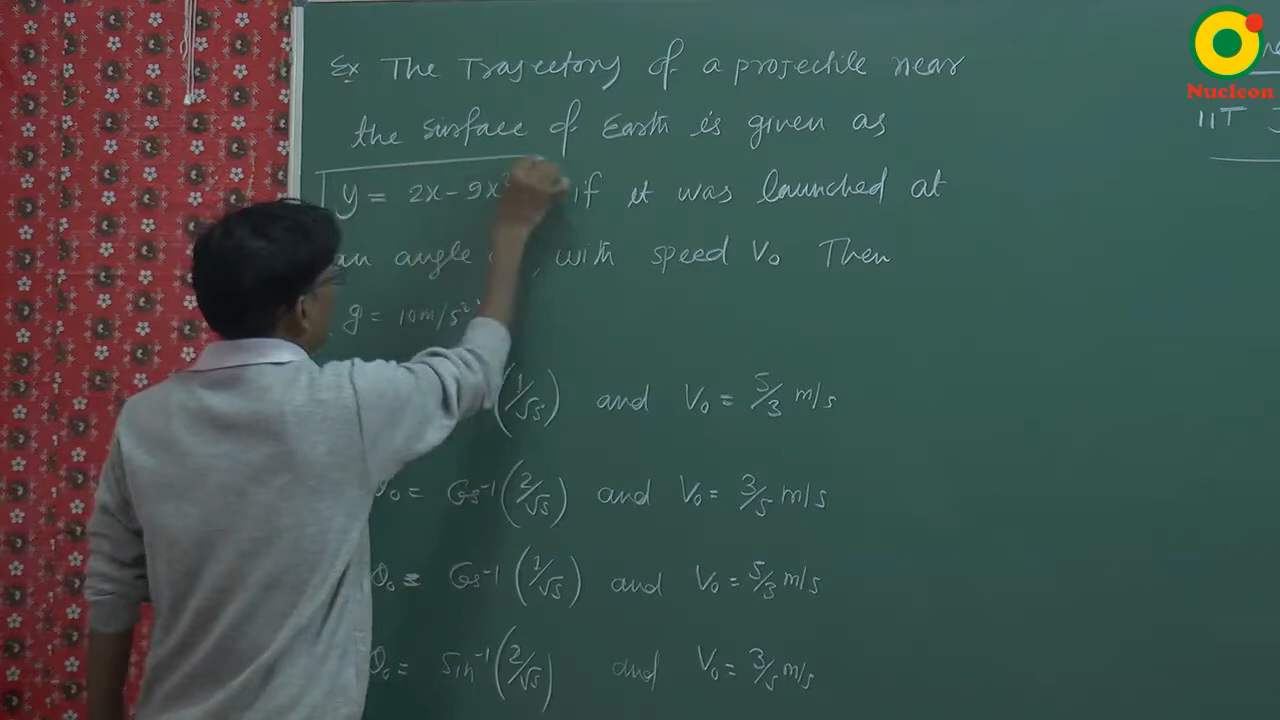 Ex The Trajectory of a projectile near
the surface of Earth is given as
y = 2x - 9x² if it was launched at
an angle , with speed V₀ Then
g = 10m/s²
(1/√5) and V₀ = 5/3 m/s
θ₀ = Cos⁻¹ (2/√5) and V₀ = 3/5 m/s
θ₀ = Cos⁻¹ (1/√5) and V₀ = 5/3 m/s
θ₀ = Sin⁻¹ (2/√5) and V₀ = 3/5 m/s
Nucleon
IIT